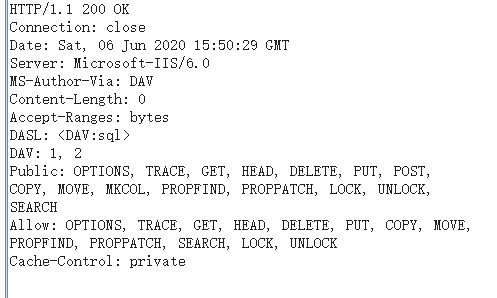 HTTP/1.1 200 OK
Connection: close
Date: Sat, 06 Jun 2020 15:50:29 GMT
Server: Microsoft-IIS/6.0
MS-Author-Via: DAV
Content-Length: 0
Accept-Ranges: bytes
DASL: <DAV:sql>
DAV: 1, 2
Public: OPTIONS, TRACE, GET, HEAD, DELETE, PUT, POST,
COPY, MOVE, MKCOL, PROPFIND, PROPPATCH, LOCK, UNLOCK,
SEARCH
Allow: OPTIONS, TRACE, GET, HEAD, DELETE, PUT, COPY, MOVE,
PROPFIND, PROPPATCH, SEARCH, LOCK, UNLOCK
Cache-Control: private